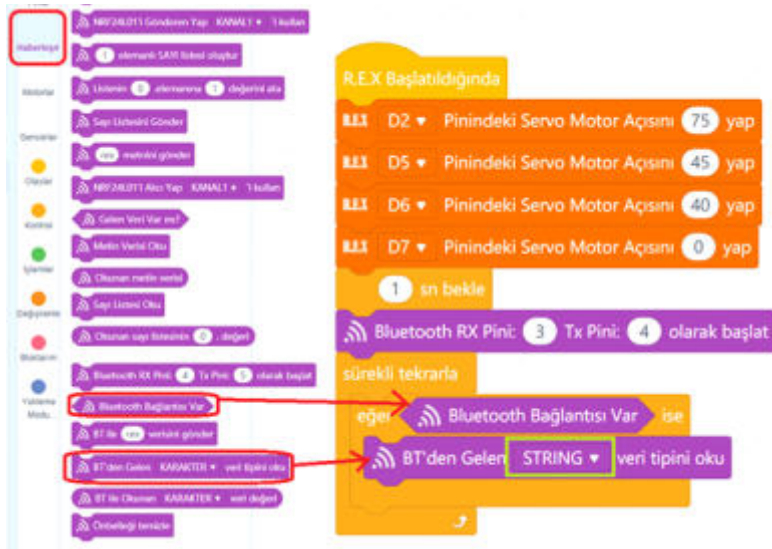 Haberleşme
Motorlar
Sensörler
Olaylar
Kontrol
İşlemler
Değişkenler
Bloklarım
Yükleme
Modu
NRF24L01'i Gönderen Yap KANAL1 'i kullan
1 elemanlı SAYI listesi oluştur
Listenin 0 elemanına 1 değerini ata
Sayı Listesini Gönder
rex metnini gönder
NRF24L01'i Alıcı Yap KANAL1 'i kullan
Gelen Veri Var mı?
Metin Verisi Oku
Okunan metin verisi
Sayı Listesi Oku
Okunan sayı listesinin 0 . değeri
Bluetooth RX Pini: 4 Tx Pini: 5 olarak başlat
Bluetooth Bağlantısı Var
BT ile rex verisini gönder
BT'den Gelen KARAKTER veri tipini oku
BT ile Okunan KARAKTER veri değeri
Önbelleği temizle
R.E.X Başlatıldığında
R.E.X D2 Pinindeki Servo Motor Açısını 75 yap
R.E.X D5 Pinindeki Servo Motor Açısını 45 yap
R.E.X D6 Pinindeki Servo Motor Açısını 40 yap
R.E.X D7 Pinindeki Servo Motor Açısını 0 yap
1 sn bekle
Bluetooth RX Pini: 3 Tx Pini: 4 olarak başlat
sürekli tekrarla
eğer Bluetooth Bağlantısı Var ise
BT'den Gelen STRING veri tipini oku